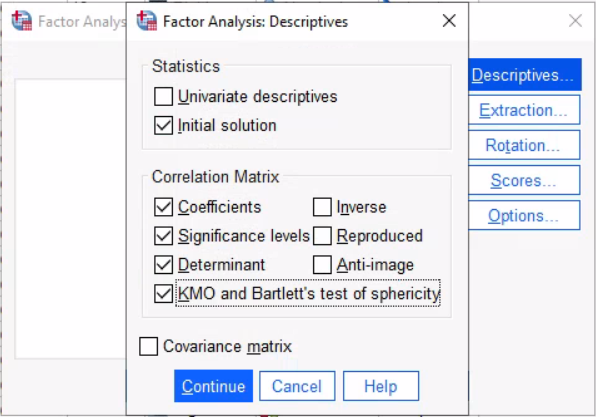 Factor Analys
Factor Analysis: Descriptives
Statistics
Univariate descriptives
Initial solution
Correlation Matrix
Coefficients
Inverse
Significance levels
Reproduced
Determinant
Anti-image
KMO and Bartlett's test of sphericity
Covariance matrix
Continue
Cancel
Help
Descriptives...
Extraction...
Rotation...
Scores...
Options...